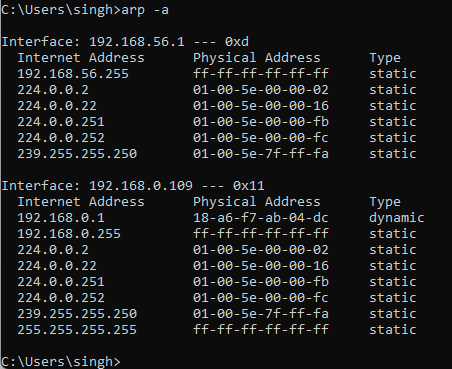 C:\Users\singh>arp -a
Interface: 192.168.56.1 --- 0xd
Internet Address Physical Address Type
192.168.56.255 ff-ff-ff-ff-ff-ff static
224.0.0.2 01-00-5e-00-00-02 static
224.0.0.22 01-00-5e-00-00-16 static
224.0.0.251 01-00-5e-00-00-fb static
224.0.0.252 01-00-5e-00-00-fc static
239.255.255.250 01-00-5e-7f-ff-fa static
Interface: 192.168.0.109 --- 0x11
Internet Address Physical Address Type
192.168.0.1 18-a6-f7-ab-04-dc dynamic
192.168.0.255 ff-ff-ff-ff-ff-ff static
224.0.0.2 01-00-5e-00-00-02 static
224.0.0.22 01-00-5e-00-00-16 static
224.0.0.251 01-00-5e-00-00-fb static
224.0.0.252 01-00-5e-00-00-fc static
239.255.255.250 01-00-5e-7f-ff-fa static
255.255.255.255 ff-ff-ff-ff-ff-ff static
C:\Users\singh>